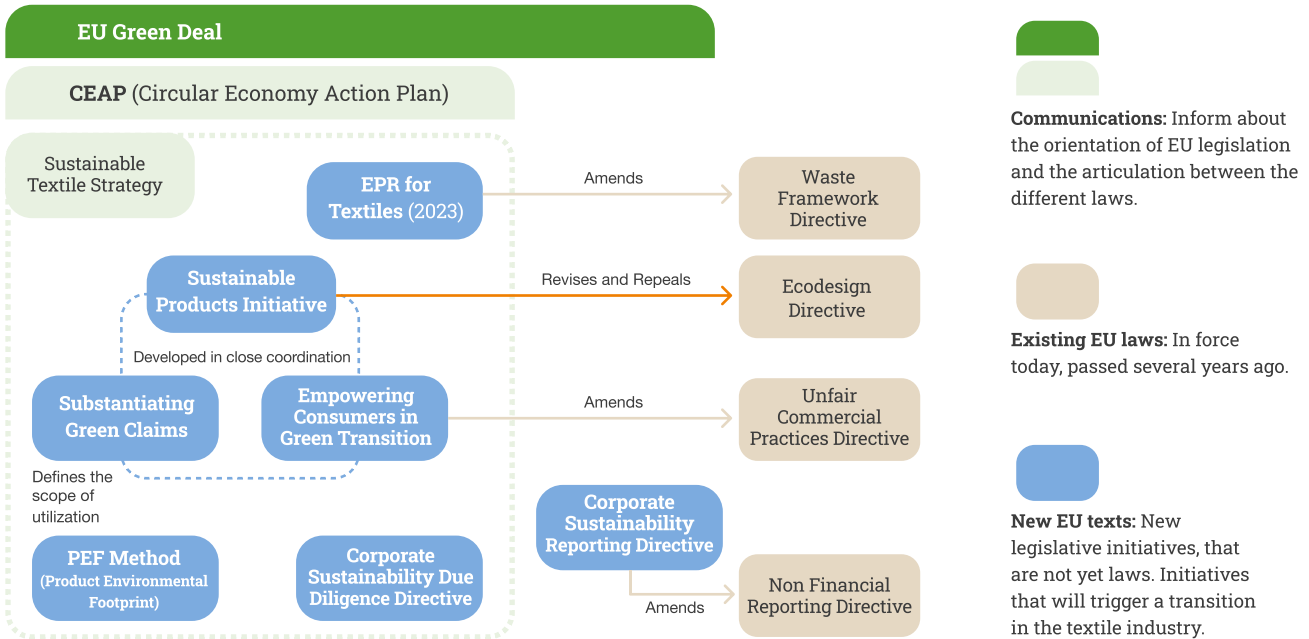 EU Green Deal
CEAP (Circular Economy Action Plan)
Sustainable
Textile Strategy
EPR for
Textiles (2023)
Amends
Waste
Framework
Directive
Sustainable
Products Initiative
Revises and Repeals
Ecodesign
Directive
Developed in close coordination
Substantiating
Green Claims
Empowering
Consumers in
Green Transition
Amends
Unfair
Commercial
Practices Directive
Defines the
scope of
utilization
PEF Method
(Product Environmental
Footprint)
Corporate
Sustainability Due
Diligence Directive
Corporate
Sustainability
Reporting Directive
Amends
Non Financial
Reporting Directive
Communications: Inform about
the orientation of EU legislation
and the articulation between the
different laws.
Existing EU laws: In force
today, passed several years ago.
New EU texts: New
legislative initiatives, that
are not yet laws. Initiatives
that will trigger a transition
in the textile industry.